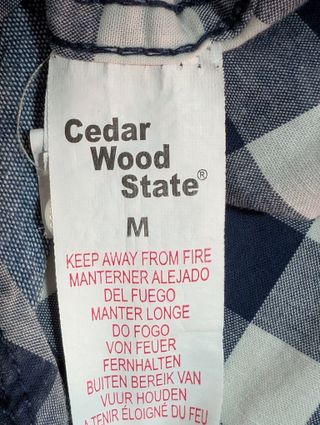 Cedar
Wood
State®
M
KEEP AWAY FROM FIRE
MANTERNER ALEJADO
DEL FUEGO
MANTER LONGE
DO FOGO
VON FEUER
FERNHALTEN
BUITEN BEREIK VAN
VUUR HOUDEN
A TENIR ÉLOIGNÉ DU FEU